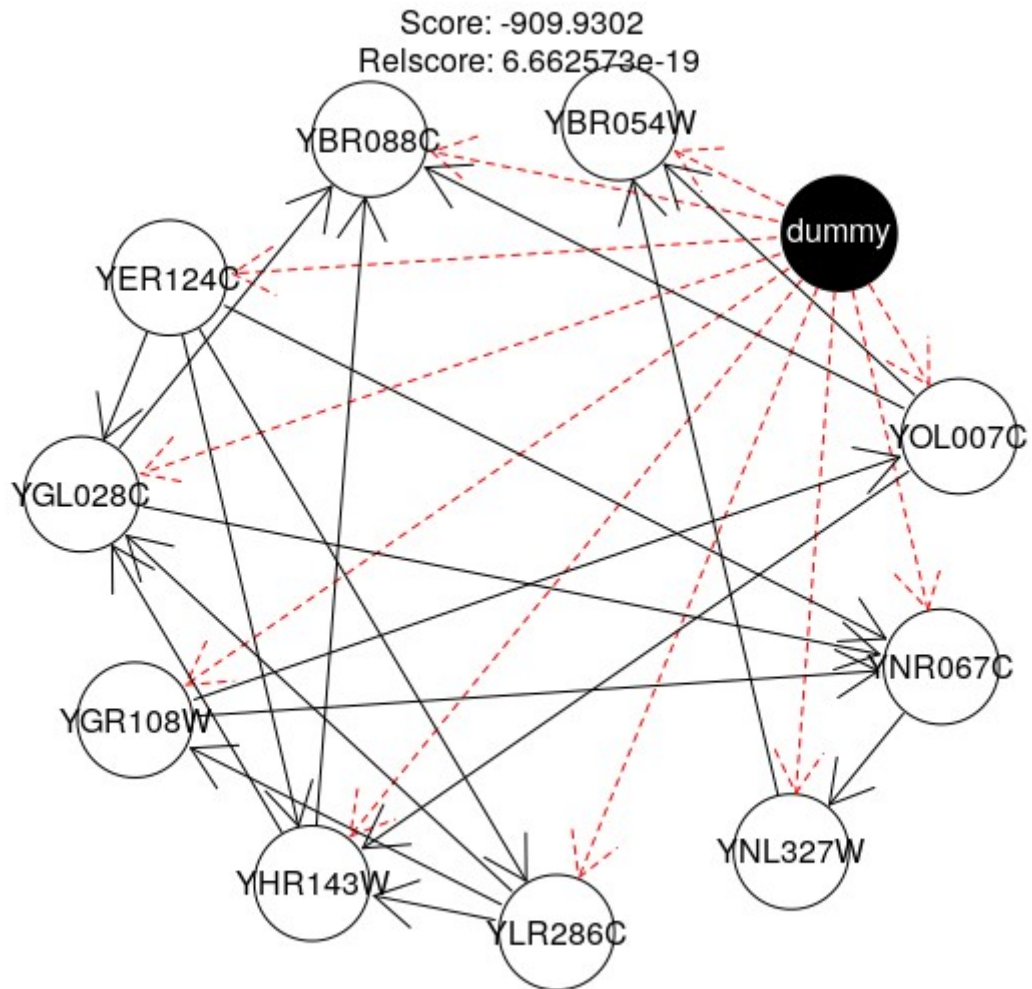 Score: -909.9302
Relscore: 6.662573e-19
YBR054W
YBR088C
dummy
YER124C
YOL007C
YGL028C
YNR067C
YGR108W
YNL327W
YHR143W
YLR286C